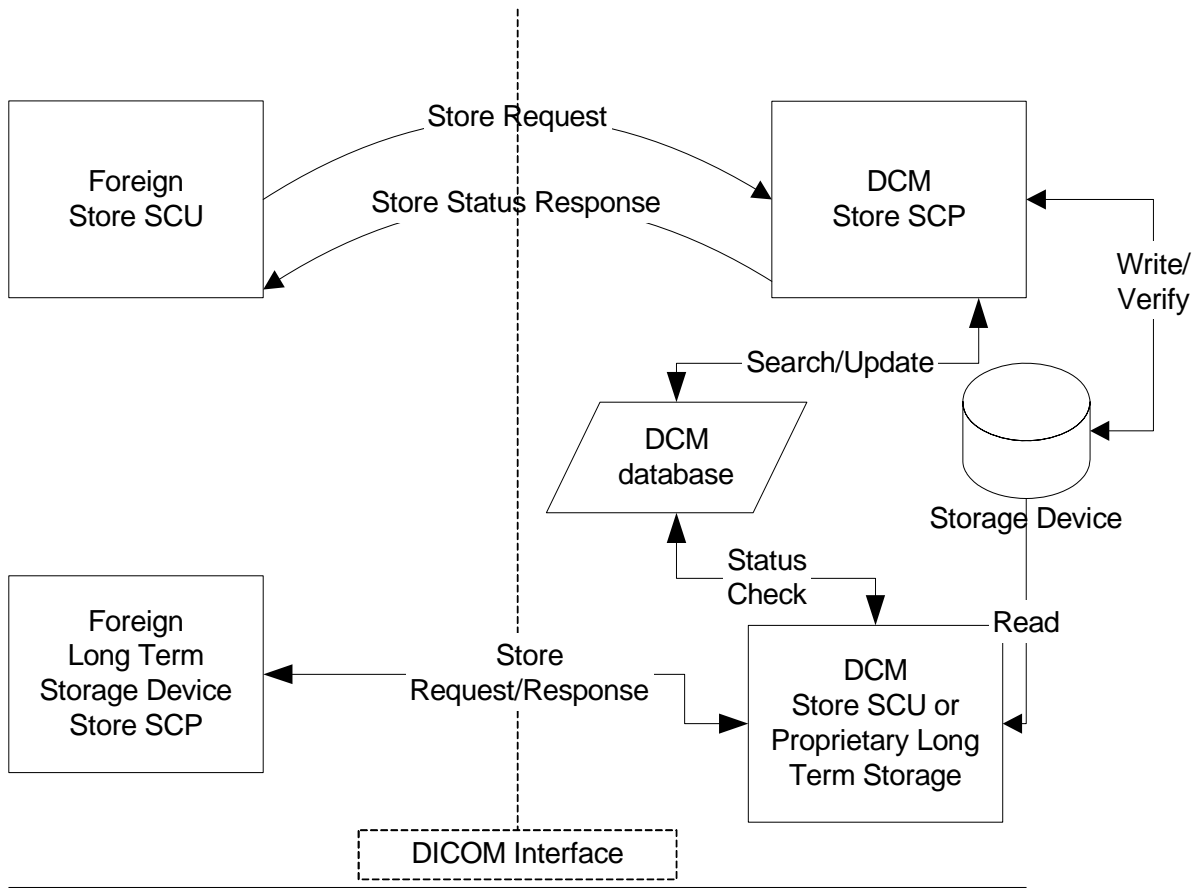 Store Request
Foreign
Store SCU
Store Status Response
DCM
Store SCP
Write/
Verify
Search/Update
DCM
database
Storage Device
Status
Check
Foreign
Long Term
Storage Device
Store SCP
Store
Request/Response
Read
DCM
Store SCU or
Proprietary Long
Term Storage
DICOM Interface